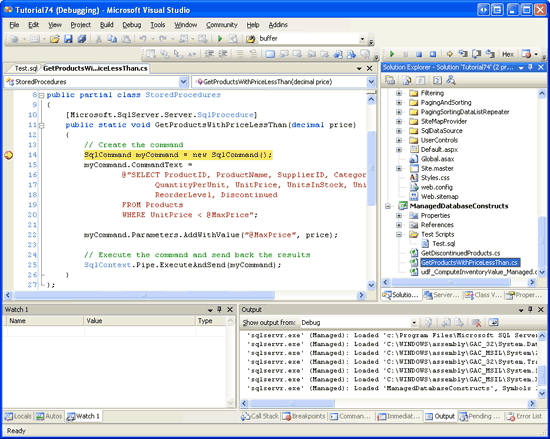 Tutorial74 (Debugging) - Microsoft Visual Studio
File Edit View Project Build Debug Data Tools Window Community Help Addins
buffer
Hex
Test.sql GetProductsWi...iceLessThan.cs
StoredProcedures
GetProductsWithPriceLessThan(decimal price)
8 public partial class StoredProcedures
9 {
10 [Microsoft.SqlServer.Server.SqlProcedure]
11 public static void GetProductsWithPriceLessThan(decimal price)
12 {
13 // Create the command
14 SqlCommand myCommand = new SqlCommand();
15 myCommand.CommandText =
16 @"SELECT ProductID, ProductName, SupplierID, Categor
17 QuantityPerUnit, UnitPrice, UnitsInStock, Uni
18 ReorderLevel, Discontinued
19 FROM Products
20 WHERE UnitPrice < @MaxPrice";
21
22 myCommand.Parameters.AddWithValue("@MaxPrice", price);
23
24 // Execute the command and send back the results
25 SqlContext.Pipe.ExecuteAndSend(myCommand);
26 }
27 };
Solution Explorer - Solution 'Tutorial74' (2 pr...
Filtering
PagingAndSorting
PagingSortingDataListRepeater
SiteMapProvider
SqlDataSource
UserControls
Default.aspx
Global.asax
Site.master
Styles.css
web.config
Web.sitemap
ManagedDatabaseConstructs
Properties
References
Test Scripts
Test.sql
GetDiscontinuedProducts.cs
GetProductsWithPriceLessThan.cs
udf_ComputeInventoryValue_Managed.c
Solutio... Server... Class V... Proper...
Watch 1
Name Value Type
Locals Autos Watch 1
Output
Show output from: Debug
'sqlservr.exe' (Managed): Loaded 'c:\Program Files\Microsoft SQL Server
'sqlservr.exe' (Managed): Loaded 'C:\WINDOWS\assembly\GAC_32\System.Dat
'sqlservr.exe' (Managed): Loaded 'C:\WINDOWS\assembly\GAC_MSIL\System\2
'sqlservr.exe' (Managed): Loaded 'C:\WINDOWS\assembly\GAC_32\System.Tra
'sqlservr.exe' (Managed): Loaded 'C:\WINDOWS\assembly\GAC_MSIL\System.
'sqlservr.exe' (Managed): Loaded 'C:\WINDOWS\assembly\GAC_MSIL\System.X
'sqlservr.exe' (Managed): Loaded 'ManagedDatabaseConstructs', Symbols
Call Stack Breakpoints Comman... Immediat... Output Pending ... Error List
Ready